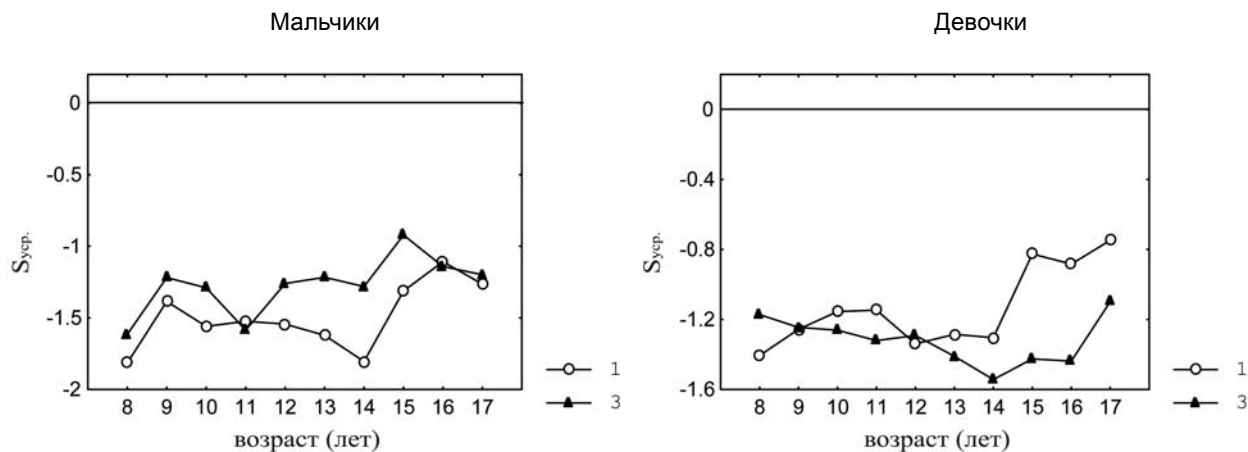 Мальчики
Девочки
0
-0.5
-1
-1.5
-2
Sуср.
8 9 10 11 12 13 14 15 16 17
возраст (лет)
1
3
0
-0.4
-0.8
-1.2
-1.6
Sуср.
8 9 10 11 12 13 14 15 16 17
возраст (лет)
1
3